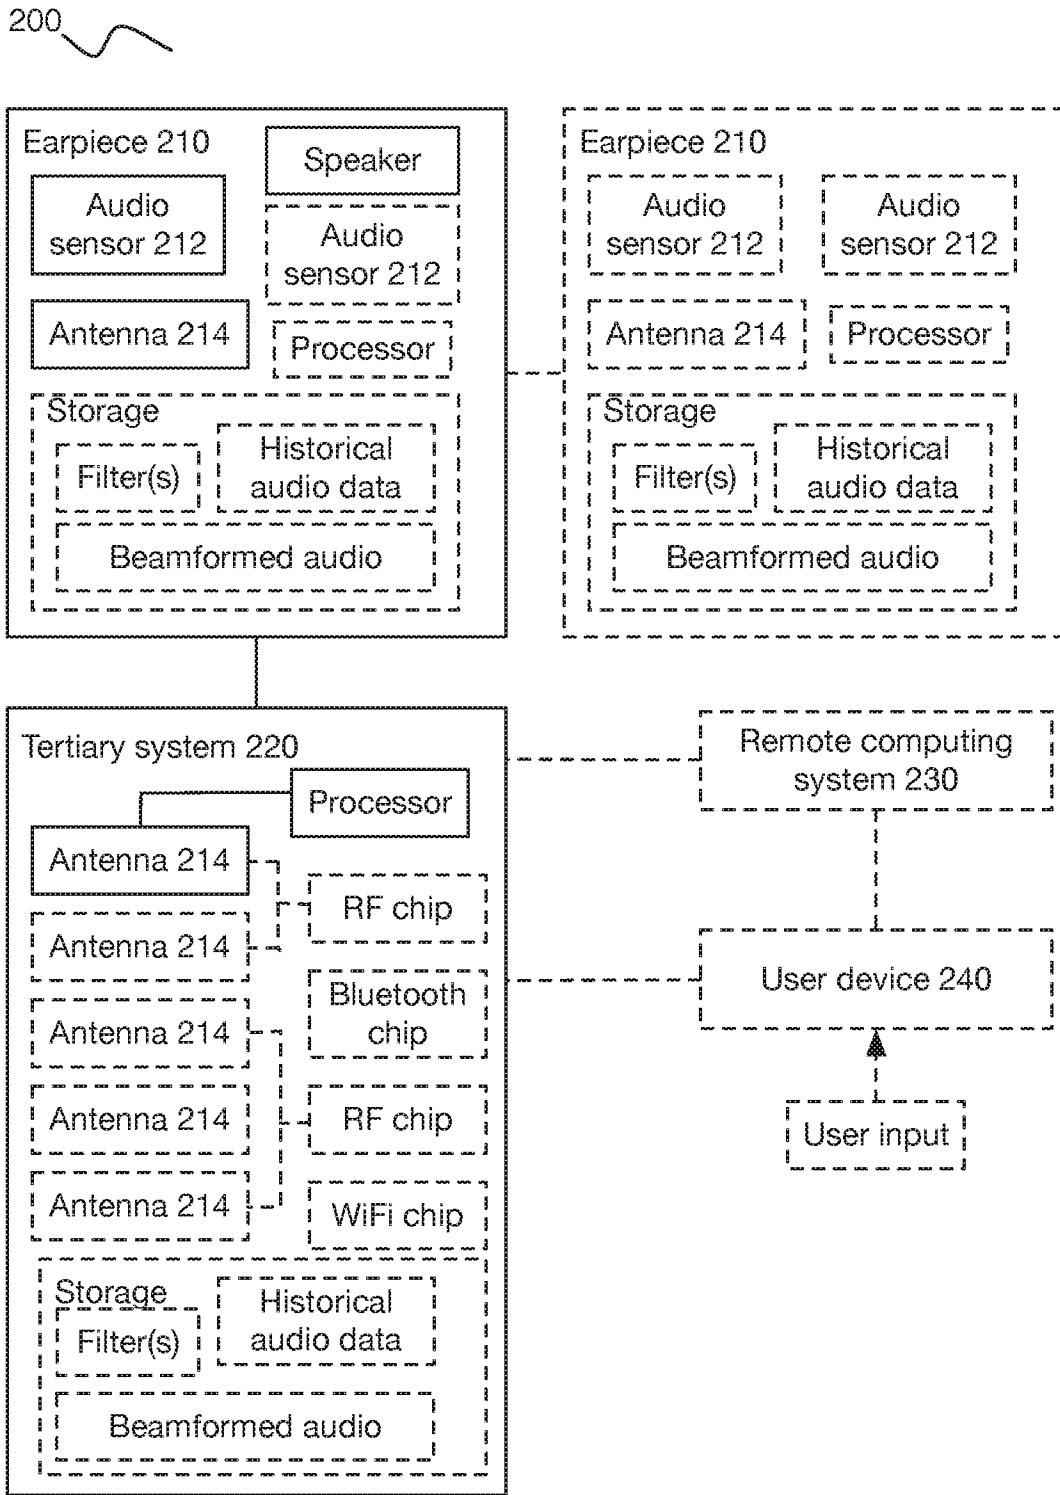 200
Earpiece 210
Speaker
Audio
sensor 212
Audio
sensor 212
Antenna 214
Processor
Storage
Filter(s)
Historical
audio data
Beamformed audio
Earpiece 210
Audio
sensor 212
Audio
sensor 212
Antenna 214
Processor
Storage
Filter(s)
Historical
audio data
Beamformed audio
Tertiary system 220
Processor
Antenna 214
RF chip
Antenna 214
Bluetooth
chip
Antenna 214
Antenna 214
RF chip
Antenna 214
WiFi chip
Storage
Filter(s)
Historical
audio data
Beamformed audio
Remote computing
system 230
User device 240
User input